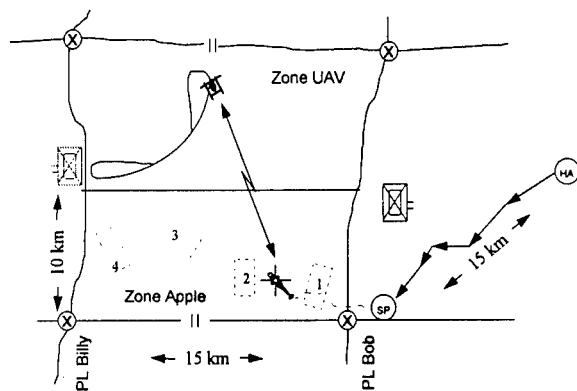 X
X
||
Zone UAV
HA
10 km
3
4
2
1
15 km
Zone Apple
SP
X
X
||
PL Billy
15 km
PL Bob